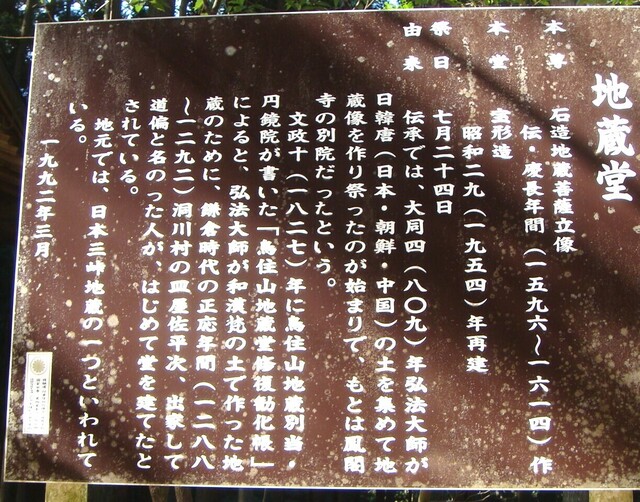 地蔵堂
本尊　石造地蔵菩薩立像
伝・慶長年間（一五九六〜一六一四）作
本堂　宝形造
昭和二九（一九五四）年再建
祭日　七月二十四日
由来
伝承では、大同四（八〇九）年弘法大師が
日韓唐（日本・朝鮮・中国）の土を集めて地
蔵像を作り祭ったのが始まりで、もとは鳳閣
寺の別院だったという。
文政十（一八二七）年に鳥住山地蔵別当・
円鏡院が書いた「鳥住山地蔵堂修復勧化帳」
によると、弘法大師が和漢梵の土で作った地
蔵のために、鎌倉時代の正応年間（一二八八
〜一二九二）洞川村の皿屋佐平次、出家して
道偏と名のった人が、はじめて堂を建てたと
されている。
地元では、日本三峠地蔵の一つといわれて
いる。
一九九二年三月